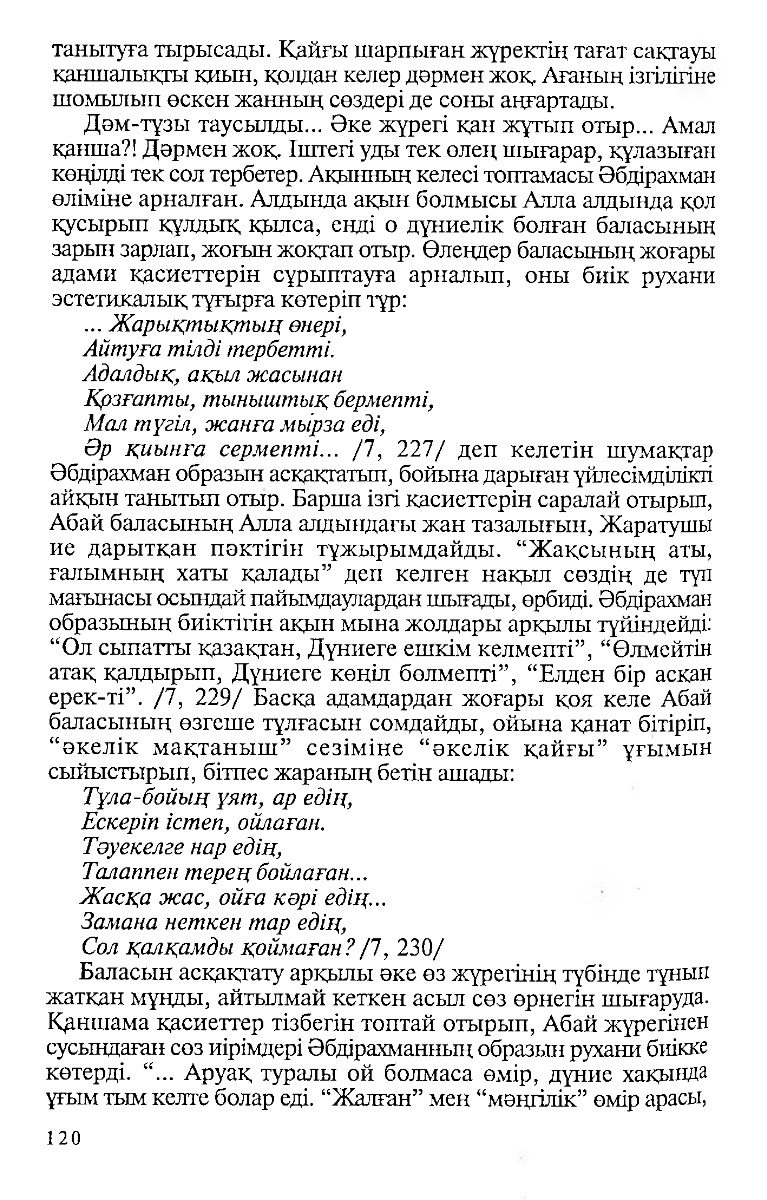 танытуға тырысады. Қайғы шарпыған жүректің тағат сақтауы
қаншалықты қиын, қолдан келер дәрмен жоқ. Ағаның ізгілігіне
шомылып өскен жанның сөздері де соны аңғартады.
Дәм-тұзы таусылды... Әке жүрегі қан жұтып отыр... Амал
қанша?! Дәрмен жоқ. Іштегі уды тек өлең шығарар, құлазыған
көңілді тек сол тербетер. Ақынның келесі топтамасы Әбдірахман
өліміне арналған. Алдында ақын болмысы Алла алдында қол
қусырып құлдық қылса, енді о дүниелік болған баласының
зарын зарлап, жоғын жоқтап отыр. Өлеңдер баласының жоғары
адами қасиеттерін сұрыптауға арналып, оны биік рухани
эстетикалық тұғырға көтеріп тұр:
... Жарықтықтың өнері,
Айтуға тілді тербетті.
Адалдық, ақыл жасынан
Қозғапты, тыныштық бермепті,
Мал түгіл, жанға мырза еді,
Әр қиынға сермепті... /7, 227/ деп келетін шумақтар
Әбдірахман образын асқақтатып, бойына дарыған үйлесімділікті
айқын танытып отыр. Барша ізгі қасиеттерін саралай отырып,
Абай баласының Алла алдындағы жан тазалығын, Жаратушы
ие дарытқан пәктігін тұжырымдайды. “Жақсының аты,
ғалымның хаты қалады” деп келген нақыл сөздің де түп
мағынасы осындай пайымдаулардан шығады, өрбиді. Әбдірахман
образының биіктігін ақын мына жолдары арқылы түйіндейді:
“Ол сыпатты қазақтан, Дүниеге ешкім келмепті”, “Өлмейтін
атақ қалдырып, Дүниеге көңіл бөлмепті”, “Елден бір асқан
ерек-ті”. /7, 229/ Басқа адамдардан жоғары қоя келе Абай
баласының өзгеше тұлғасын сомдайды, ойына қанат бітіріп,
“әкелік мақтаныш” сезіміне “әкелік қайғы” ұғымын
сыйыстырып, бітпес жараның бетін ашады:
Тұла-бойың ұят, ар едің,
Ескеріп істеп, ойлаған.
Тәуекелге нар едің,
Талаппен терең бойлаған...
Жасқа жас, ойға кәрі едің...
Замана неткен тар едің,
Сол қалқамды қоймаған? /7, 230/
Баласын асқақтату арқылы әке өз жүрегінің түбінде тұнып
жатқан мұңды, айтылмай кеткен асыл сөз өрнегін шығаруда.
Қаншама қасиеттер тізбегін топтай отырып, Абай жүрегінен
сусындаған сөз иірімдері Әбдірахманның образын рухани биікке
көтерді. “... Аруақ туралы ой болмаса өмір, дүние хақында
ұғым тым келте болар еді. “Жалған” мен “мәңгілік” өмір арасы,
120